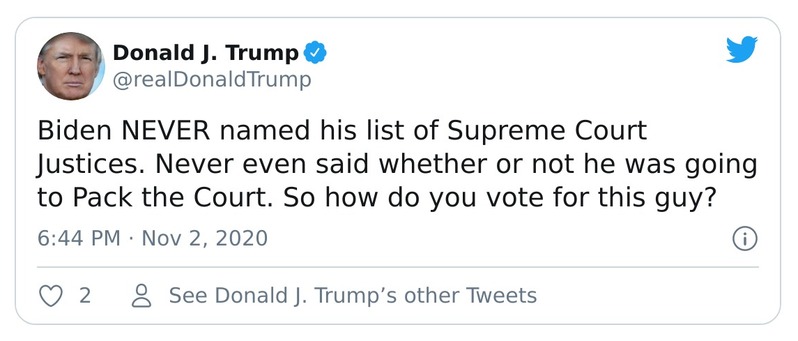 Donald J. Trump
@realDonaldTrump
Biden NEVER named his list of Supreme Court
Justices. Never even said whether or not he was going
to Pack the Court. So how do you vote for this guy?
6:44 PM · Nov 2, 2020
2 See Donald J. Trump’s other Tweets